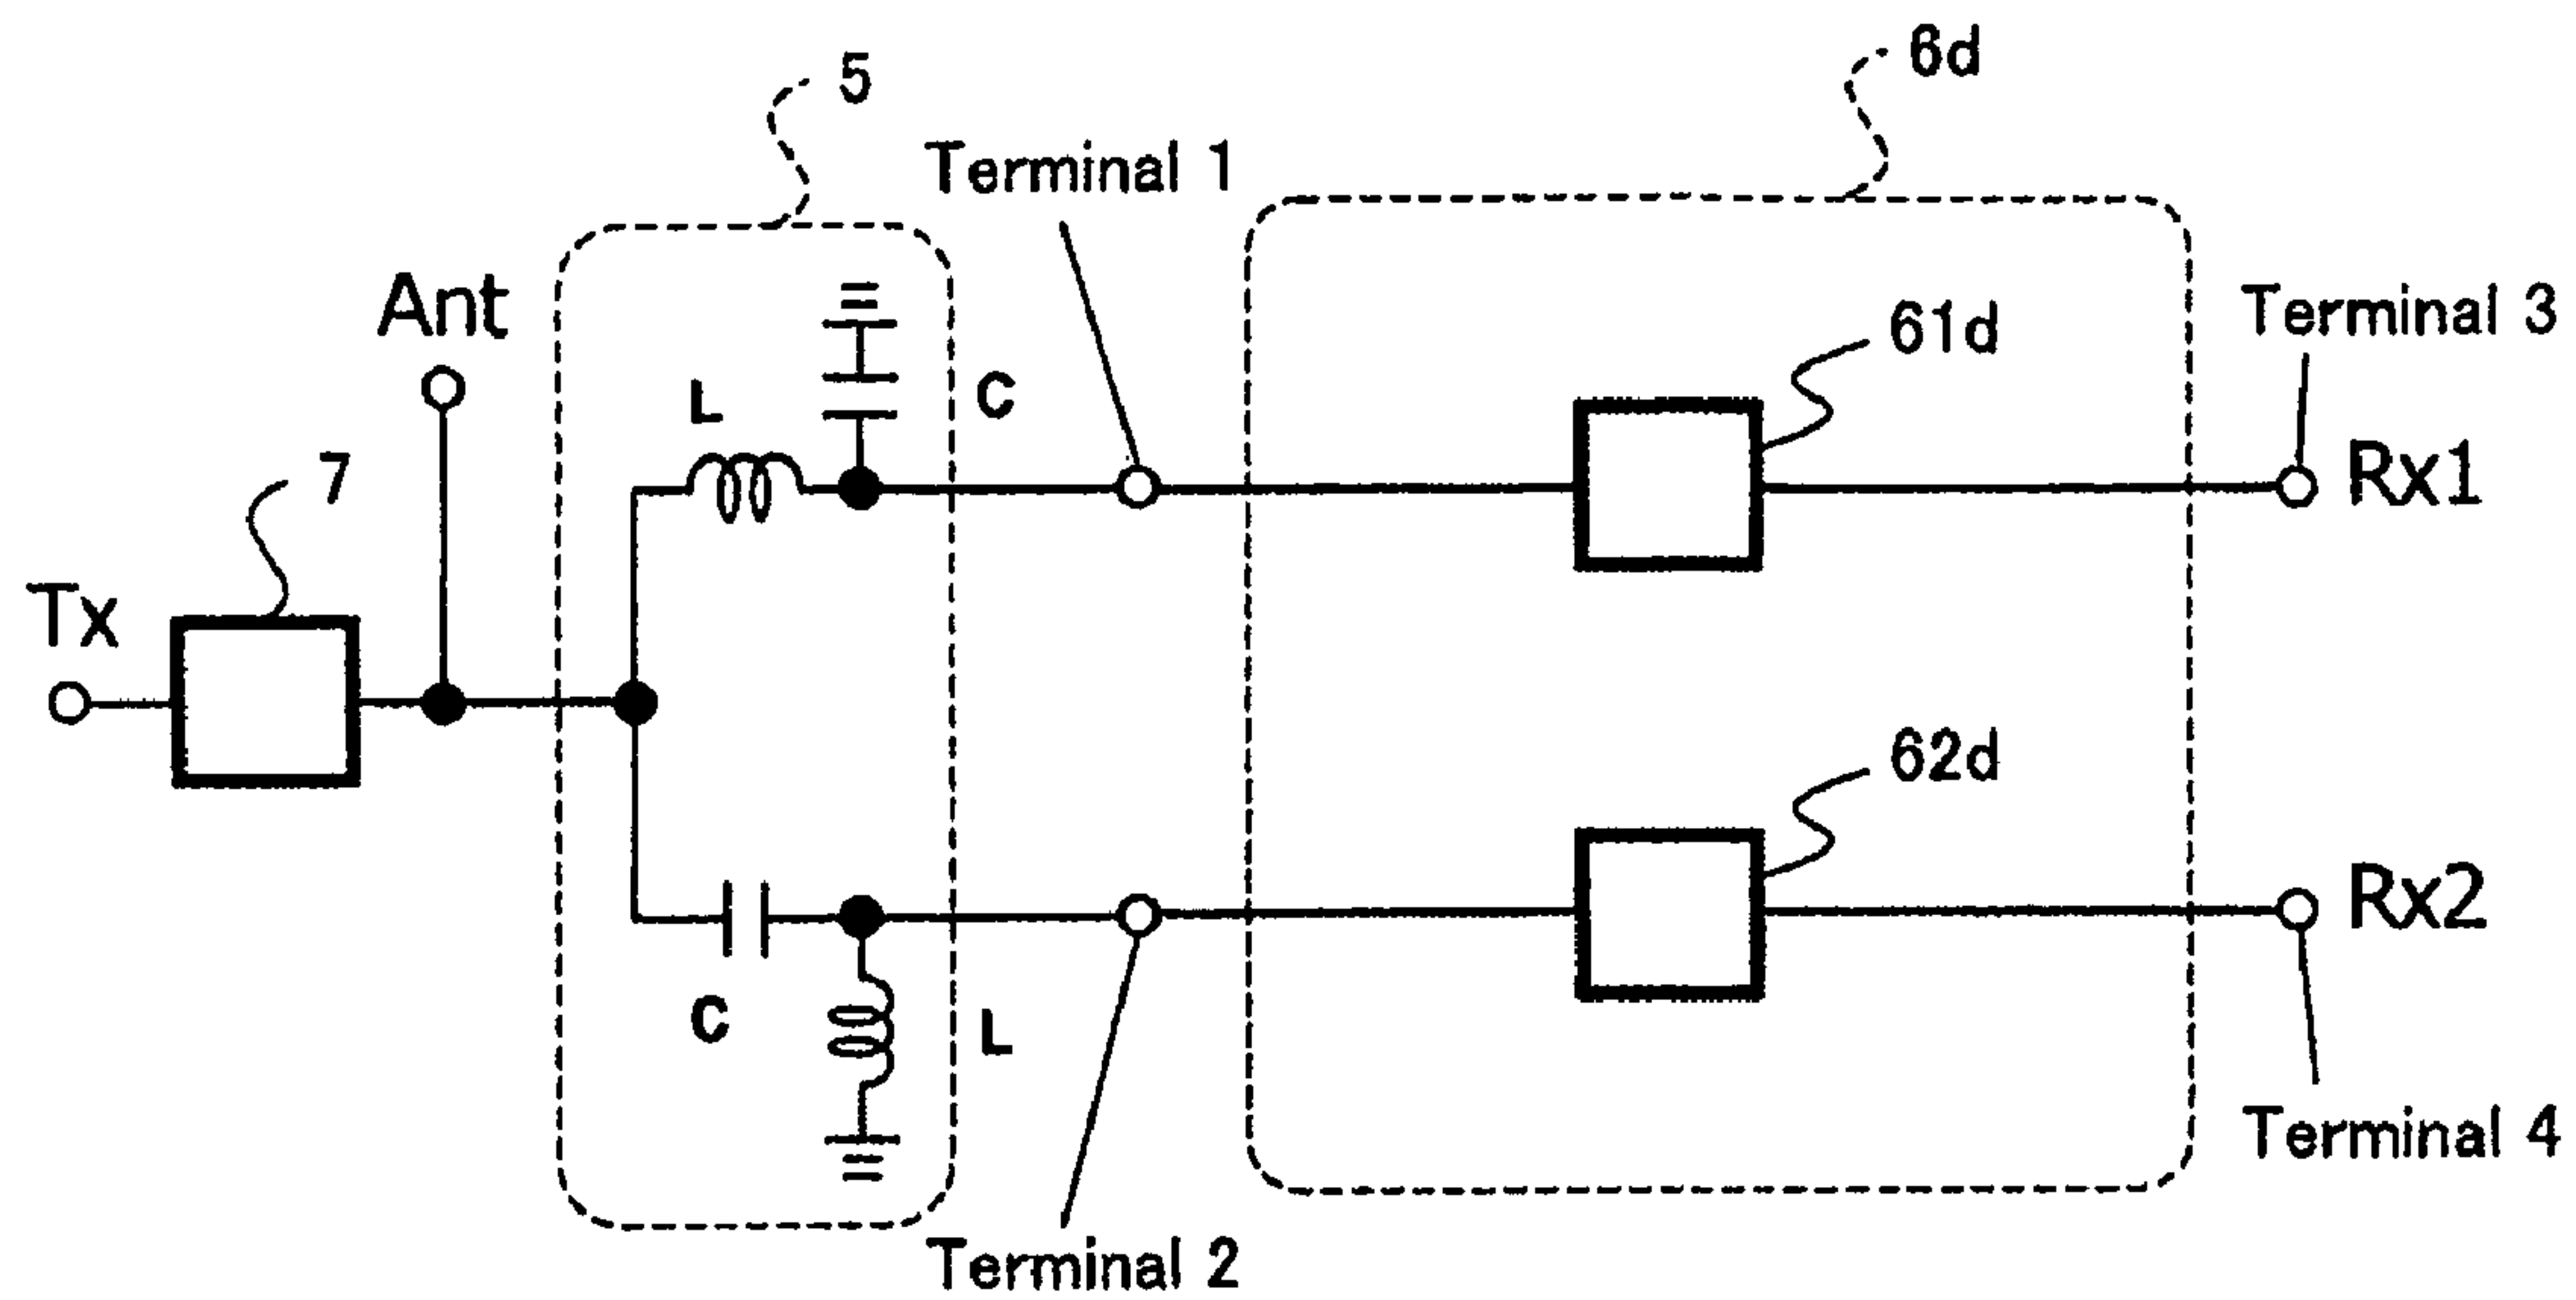 5
6d
Terminal 1
Ant
L
C
61d
Terminal 3
7
Rx1
Tx
62d
Rx2
C
L
Terminal 4
Terminal 2